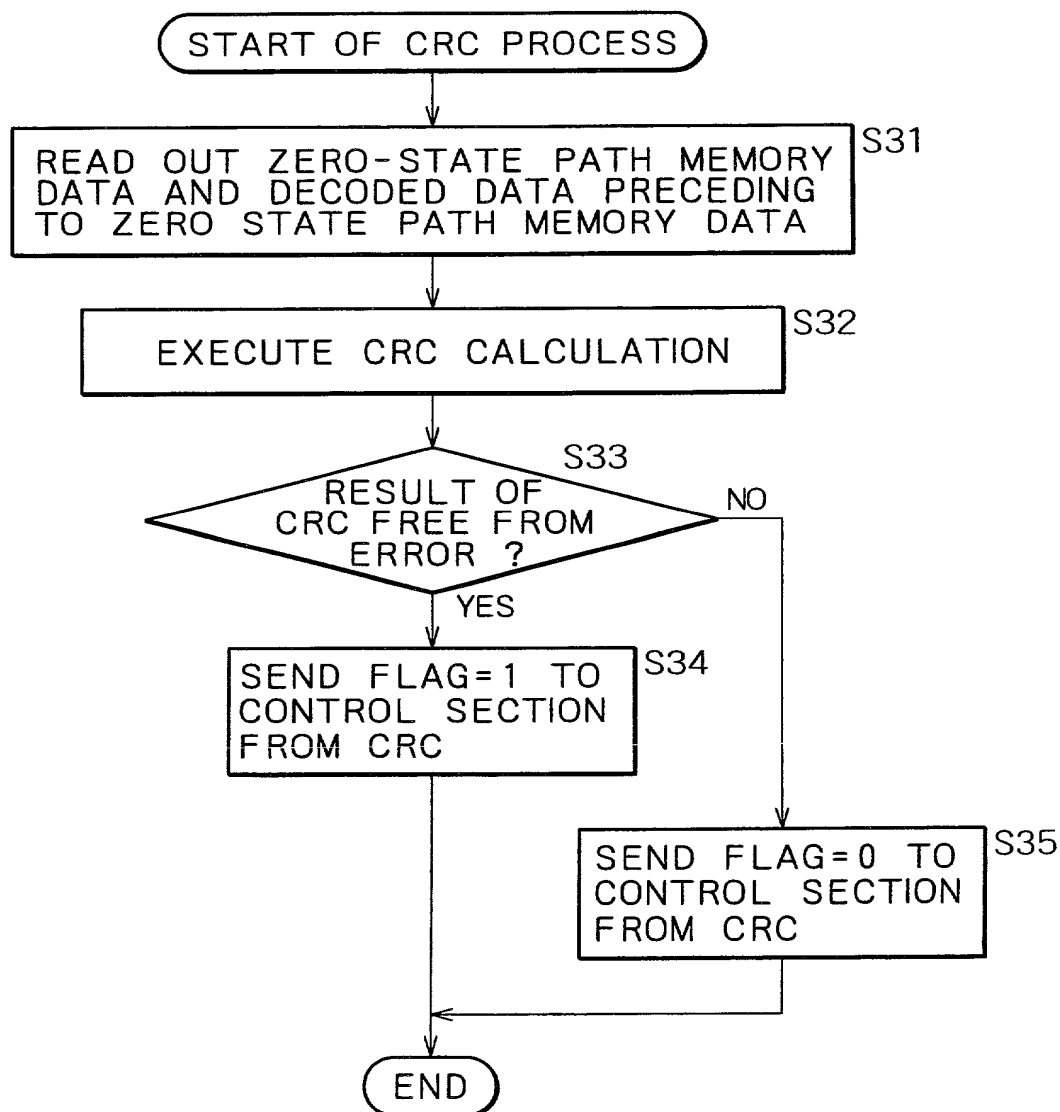 START OF CRC PROCESS
S31
READ OUT ZERO-STATE PATH MEMORY
DATA AND DECODED DATA PRECEDING
TO ZERO STATE PATH MEMORY DATA
S32
EXECUTE CRC CALCULATION
S33
RESULT OF
CRC FREE FROM
ERROR ?
NO
YES
S34
SEND FLAG=1 TO
CONTROL SECTION
FROM CRC
S35
SEND FLAG=0 TO
CONTROL SECTION
FROM CRC
END